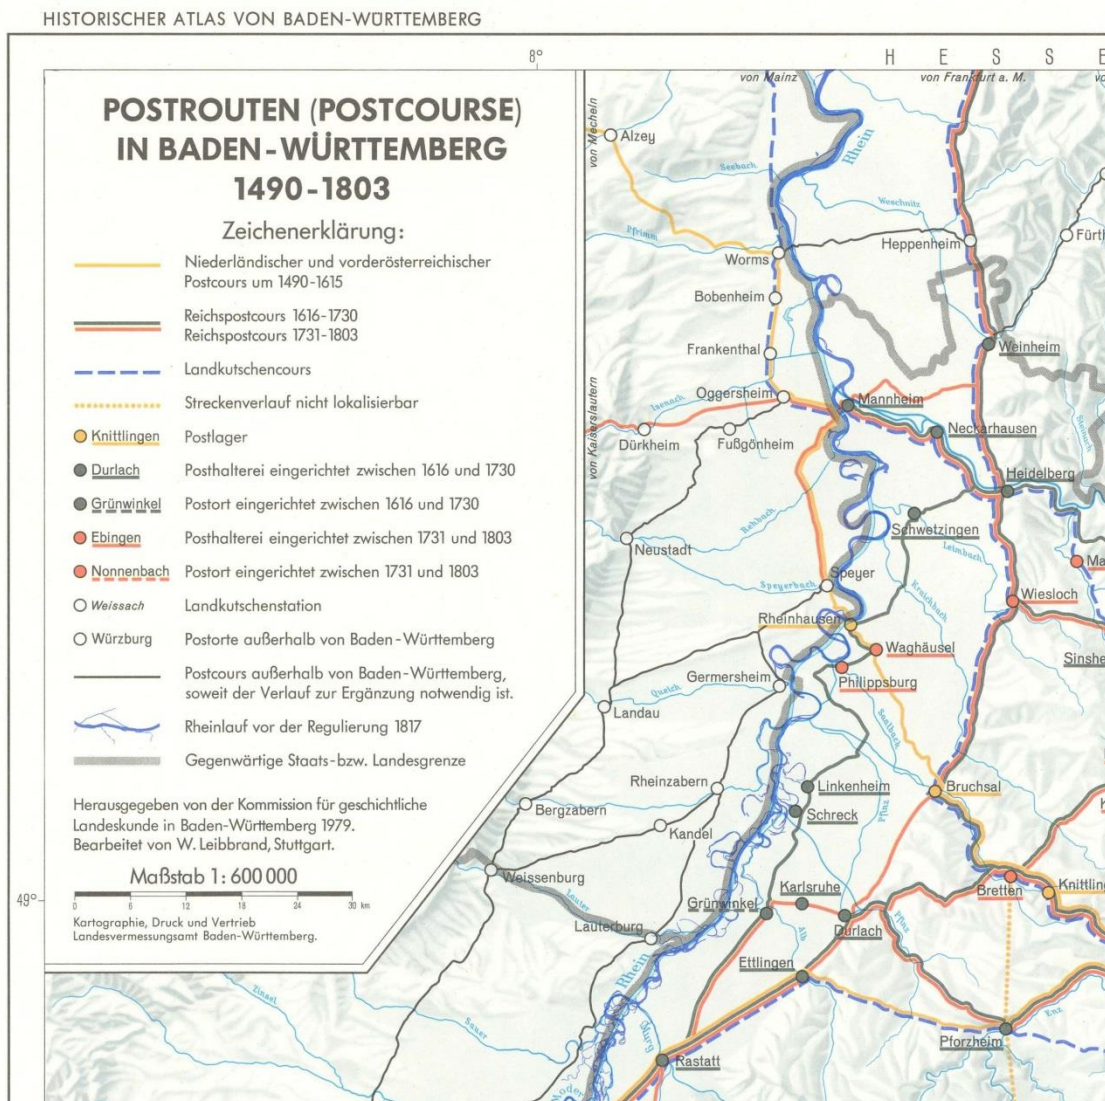 HISTORISCHER ATLAS VON BADEN-WÜRTTEMBERG
8°
H E S S E
von Mainz
von Frankfurt a. M.
POSTROUTEN (POSTCOURSE)
IN BADEN-WÜRTTEMBERG
1490-1803
Zeichenerklärung:
Niederländischer und vorderösterreichischer
Postcours um 1490-1615
Reichspostcours 1616-1730
Reichspostcours 1731-1803
Landkutschencours
Streckenverlauf nicht lokalisierbar
Knittlingen Postlager
Durlach Posthalterei eingerichtet zwischen 1616 und 1730
Grünwinkel Postort eingerichtet zwischen 1616 und 1730
Ebingen Posthalterei eingerichtet zwischen 1731 und 1803
Nonnenbach Postort eingerichtet zwischen 1731 und 1803
Weissach Landkutschenstation
Würzburg Postorte außerhalb von Baden-Württemberg
Postcours außerhalb von Baden-Württemberg,
soweit der Verlauf zur Ergänzung notwendig ist.
Rheinlauf vor der Regulierung 1817
Gegenwärtige Staats-bzw. Landesgrenze
Herausgegeben von der Kommission für geschichtliche
Landeskunde in Baden-Württemberg 1979.
Bearbeitet von W. Leibbrand, Stuttgart.
Maßstab 1:600 000
0 6 12 18 24 30 km
Kartographie, Druck und Vertrieb
Landesvermessungsamt Baden-Württemberg.
49°
von Mecheln
Alzey
Rhein
Seebach
Weschnitz
Pfrimm
Heppenheim
Fürth
Worms
Bobenheim
Frankenthal
Weinheim
Oggersheim
Isenach
Mannheim
von Kaiserslautern
Dürkheim
Fußgönheim
Neckarhausen
Steinach
Heidelberg
Rehbach
Schwetzingen
Neustadt
Leimbach
Speyerbach
Speyer
Kraichbach
Ma
Wiesloch
Rheinhausen
Waghäusel
Sinshe
Philippsburg
Germersheim
Queich
Landau
Saalbach
Rheinzabern
Linkenheim
Bruchsal
Bergzabern
Schreck
Pfinz
Kandel
Weissenburg
Karlsruhe
Bretten
Knittling
Grünwinkel
Lauter
Durlach
Pfinz
Lauterburg
Alb
Ettlingen
Rhein
Zinsel
Enz
Sauer
Murg
Pforzheim
Rastatt
Moder